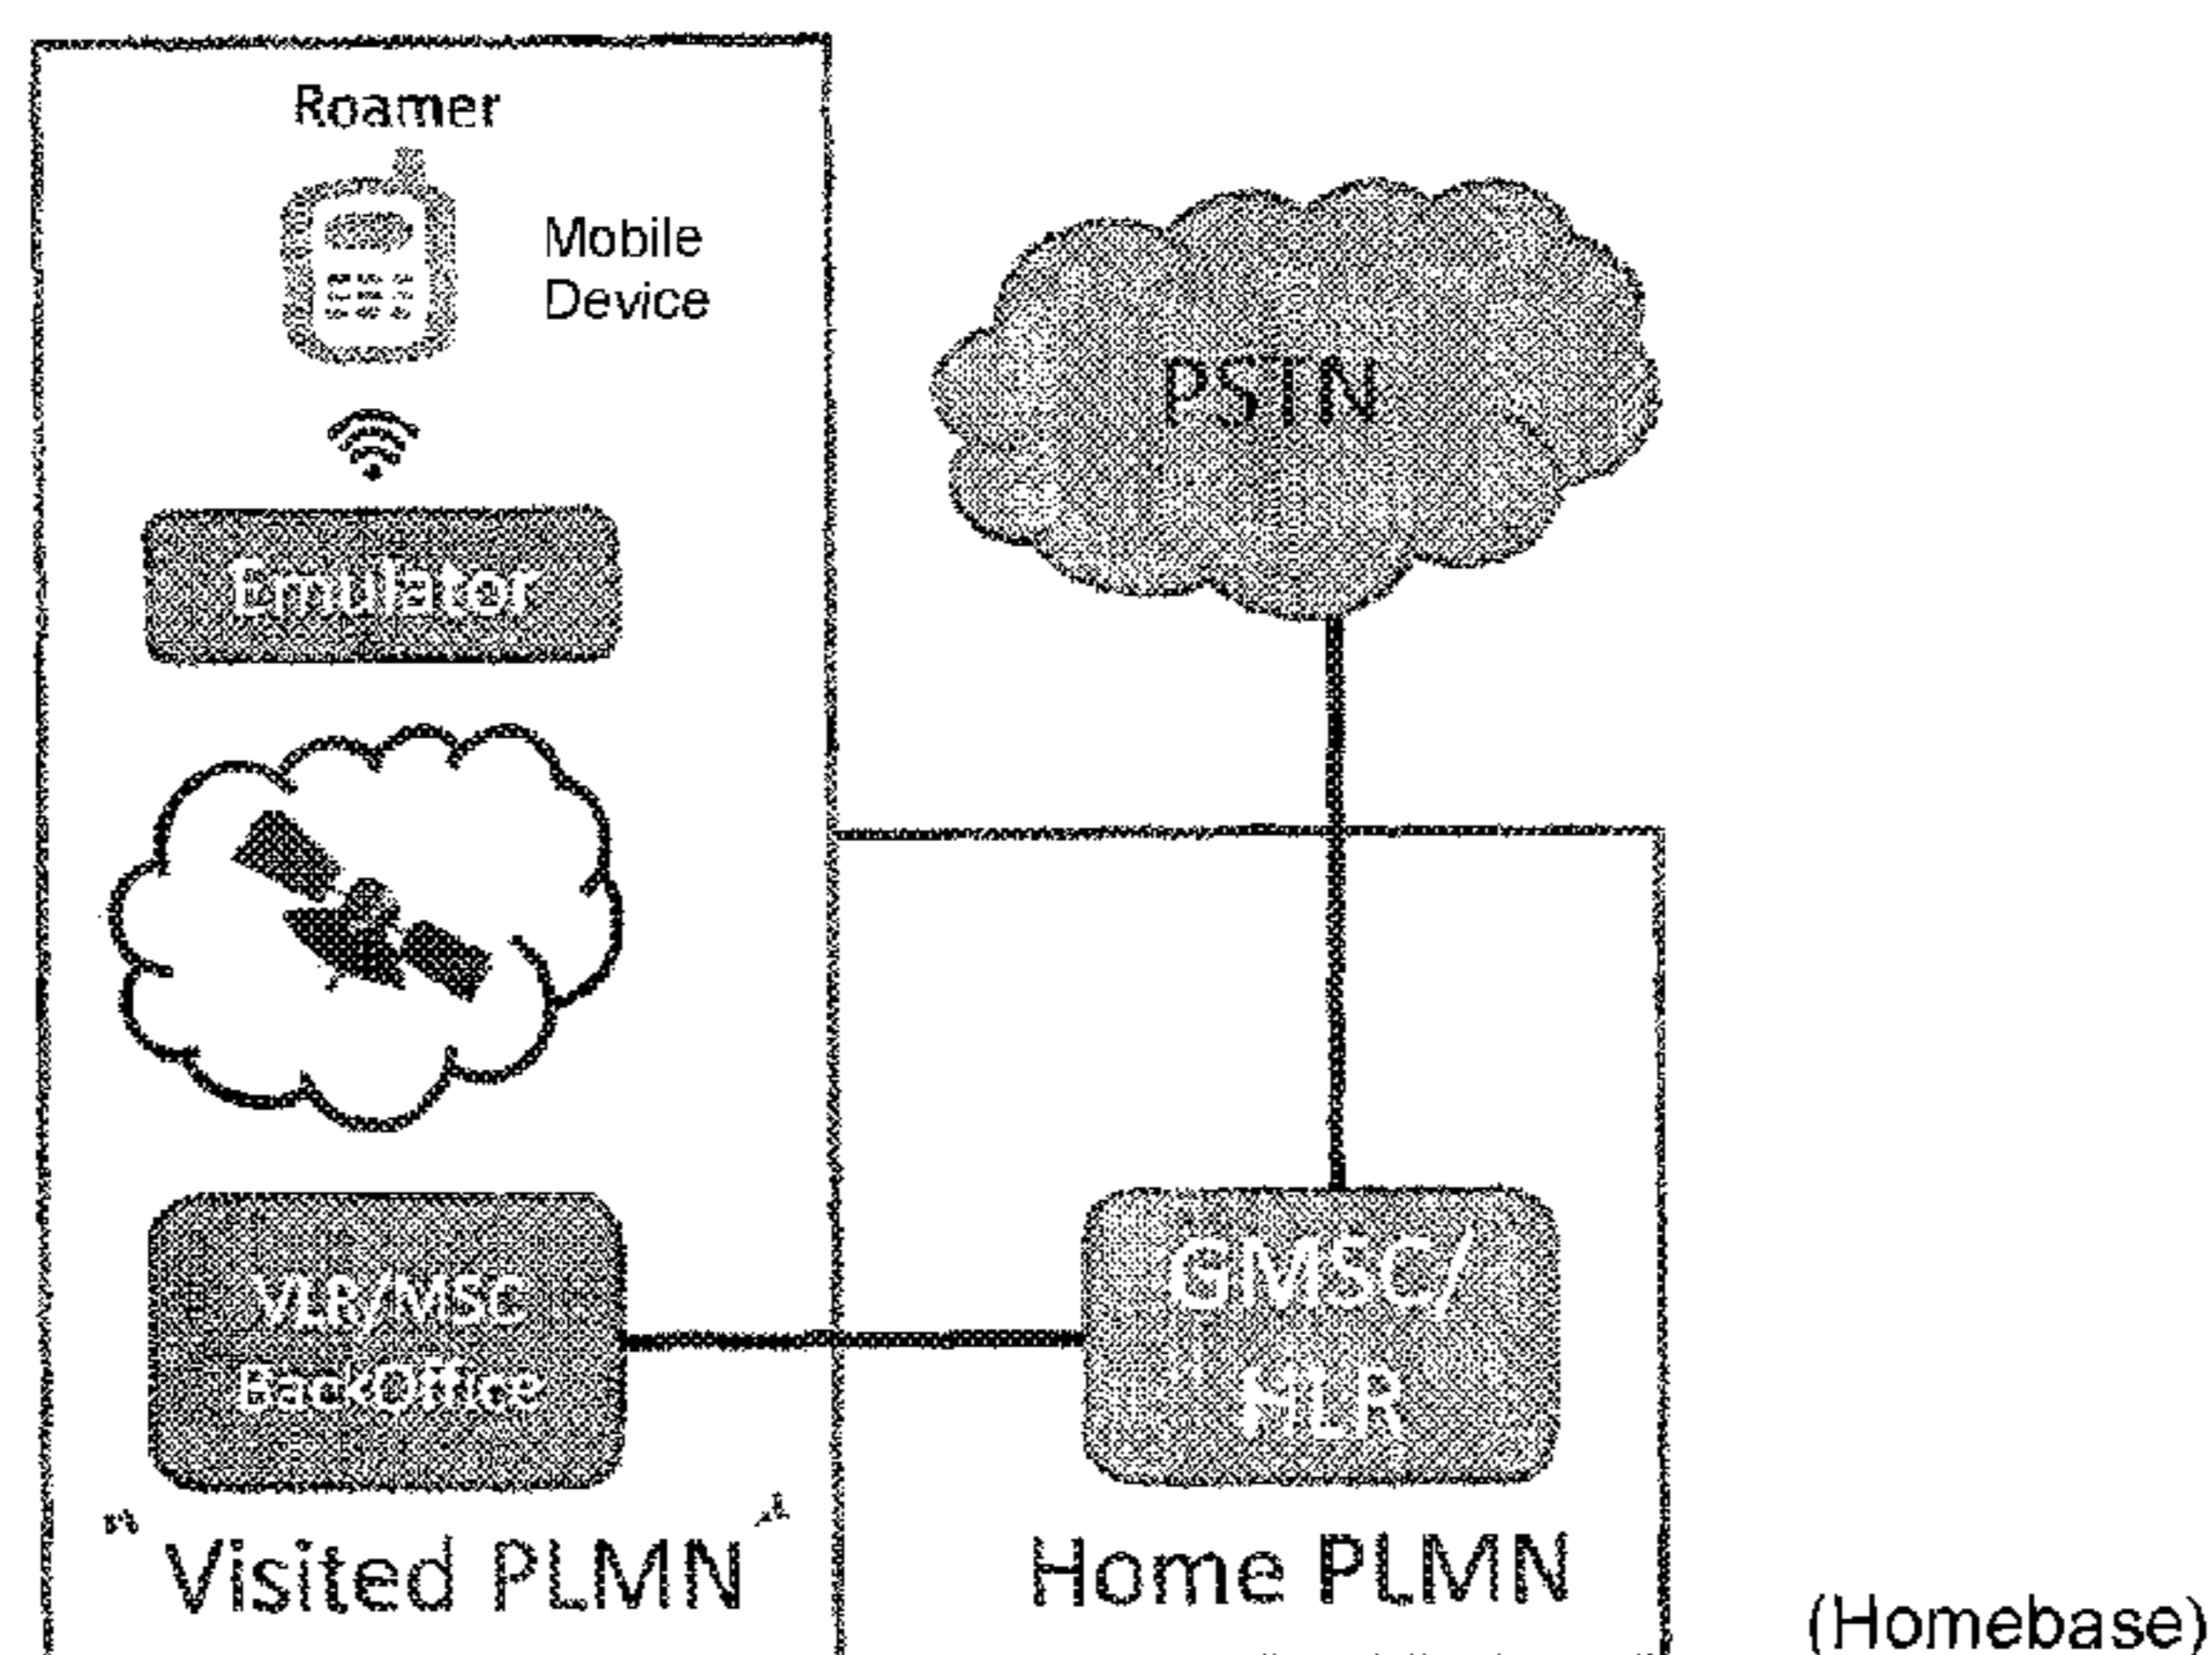 Roamer
Mobile
Device
PSTN
Emulator
VLR/MSC
BackOffice
GMSC/
HLR
" Visited PLMN "
Home PLMN
(Homebase)